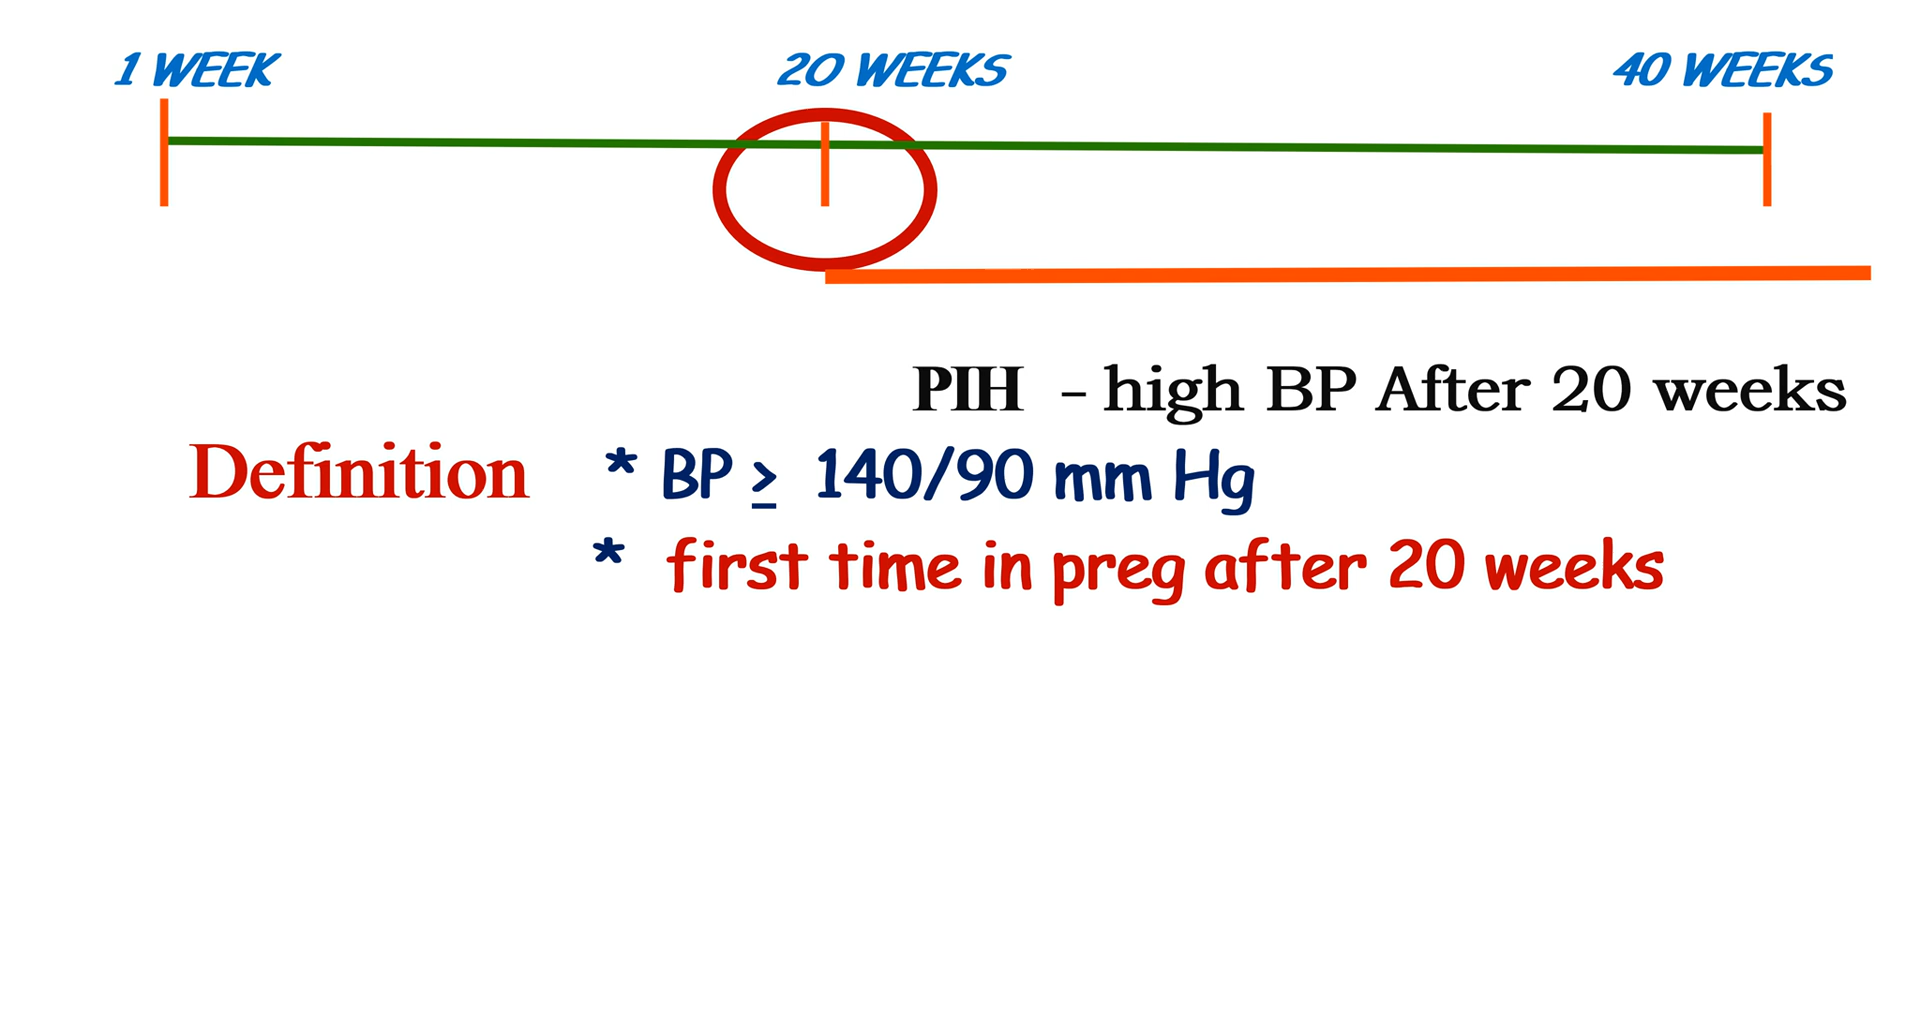 1 WEEK 20 WEEKS 40 WEEKS
PIH - high BP After 20 weeks
Definition * BP ≥ 140/90 mm Hg
* first time in preg after 20 weeks